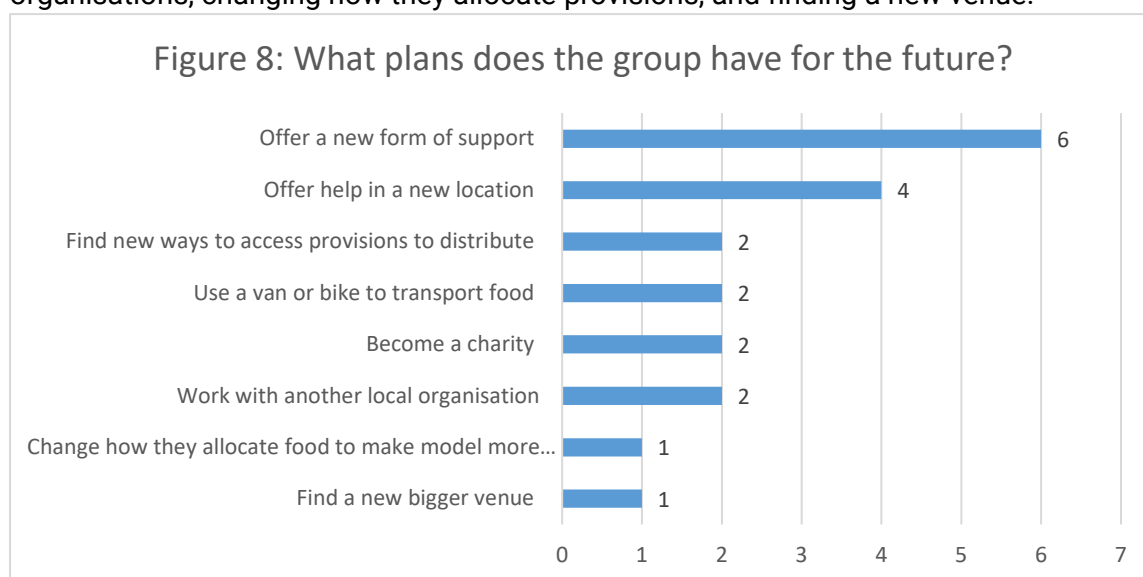 organisations, changing how they allocate provisions, and finding a new venue.
Figure 8: What plans does the group have for the future?
Offer a new form of support 6
Offer help in a new location 4
Find new ways to access provisions to distribute 2
Use a van or bike to transport food 2
Become a charity 2
Work with another local organisation 2
Change how they allocate food to make model more... 1
Find a new bigger venue 1
0 1 2 3 4 5 6 7